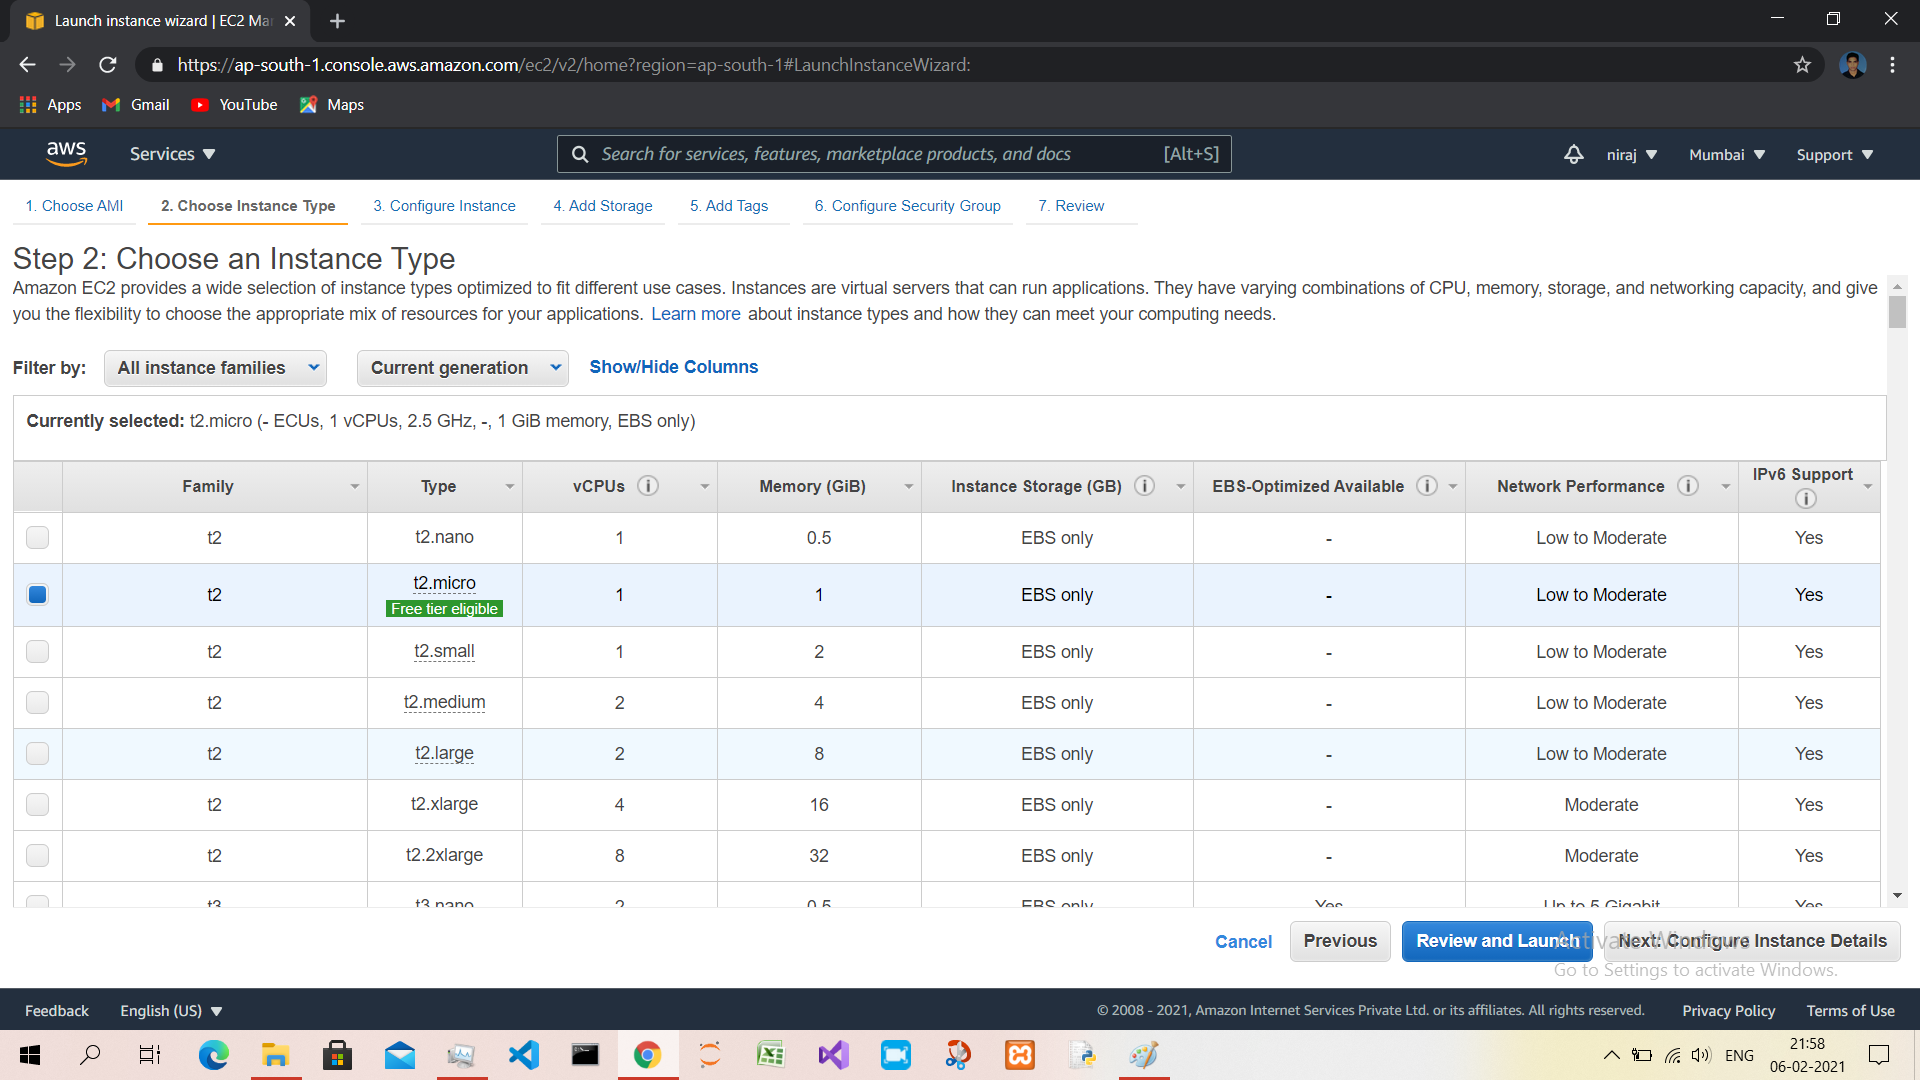 Launch instance wizard | EC2 Ma
https://ap-south-1.console.aws.amazon.com/ec2/v2/home?region=ap-south-1#LaunchInstanceWizard:
Apps Gmail YouTube Maps
aws Services Search for services, features, marketplace products, and docs [Alt+S] niraj Mumbai Support
1. Choose AMI 2. Choose Instance Type 3. Configure Instance 4. Add Storage 5. Add Tags 6. Configure Security Group 7. Review
Step 2: Choose an Instance Type
Amazon EC2 provides a wide selection of instance types optimized to fit different use cases. Instances are virtual servers that can run applications. They have varying combinations of CPU, memory, storage, and networking capacity, and give
you the flexibility to choose the appropriate mix of resources for your applications. Learn more about instance types and how they can meet your computing needs.
Filter by: All instance families Current generation Show/Hide Columns
Currently selected: t2.micro (- ECUs, 1 vCPUs, 2.5 GHz, -, 1 GiB memory, EBS only)
Family Type vCPUs Memory (GiB) Instance Storage (GB) EBS-Optimized Available Network Performance IPv6 Support
t2 t2.nano 1 0.5 EBS only - Low to Moderate Yes
t2 t2.micro 1 1 EBS only - Low to Moderate Yes
Free tier eligible
t2 t2.small 1 2 EBS only - Low to Moderate Yes
t2 t2.medium 2 4 EBS only - Low to Moderate Yes
t2 t2.large 2 8 EBS only - Low to Moderate Yes
t2 t2.xlarge 4 16 EBS only - Moderate Yes
t2 t2.2xlarge 8 32 EBS only - Moderate Yes
t3 t3.nano 2 0.5 EBS only Yes Up to 5 Gigabit Yes
Cancel Previous Review and Launch Next: Configure Instance Details
Activate Windows
Go to Settings to activate Windows.
Feedback English (US) © 2008 - 2021, Amazon Internet Services Private Ltd. or its affiliates. All rights reserved. Privacy Policy Terms of Use
ENG 21:58
06-02-2021